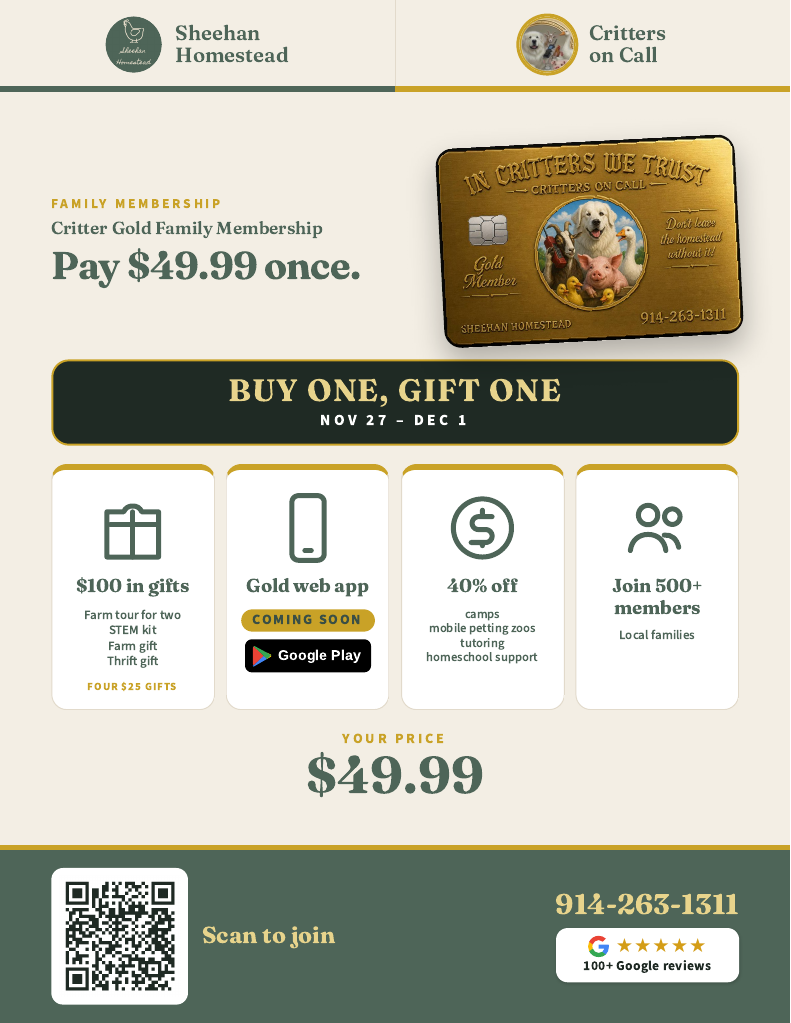 Sheehan
Homestead
Sheehan
Homestead
Critters
on Call
IN CRITTERS WE TRUST
CRITTERS ON CALL
Don't leave
the homestead
without it!
Gold
Member
SHEEHAN HOMESTEAD
914-263-1311
FAMILY MEMBERSHIP
Critter Gold Family Membership
Pay $49.99 once.
BUY ONE, GIFT ONE
NOV 27 – DEC 1
$100 in gifts
Farm tour for two
STEM kit
Farm gift
Thrift gift
FOUR $25 GIFTS
Gold web app
COMING SOON
Google Play
40% off
camps
mobile petting zoos
tutoring
homeschool support
Join 500+
members
Local families
YOUR PRICE
$49.99
Scan to join
914-263-1311
G ★★★★★
100+ Google reviews